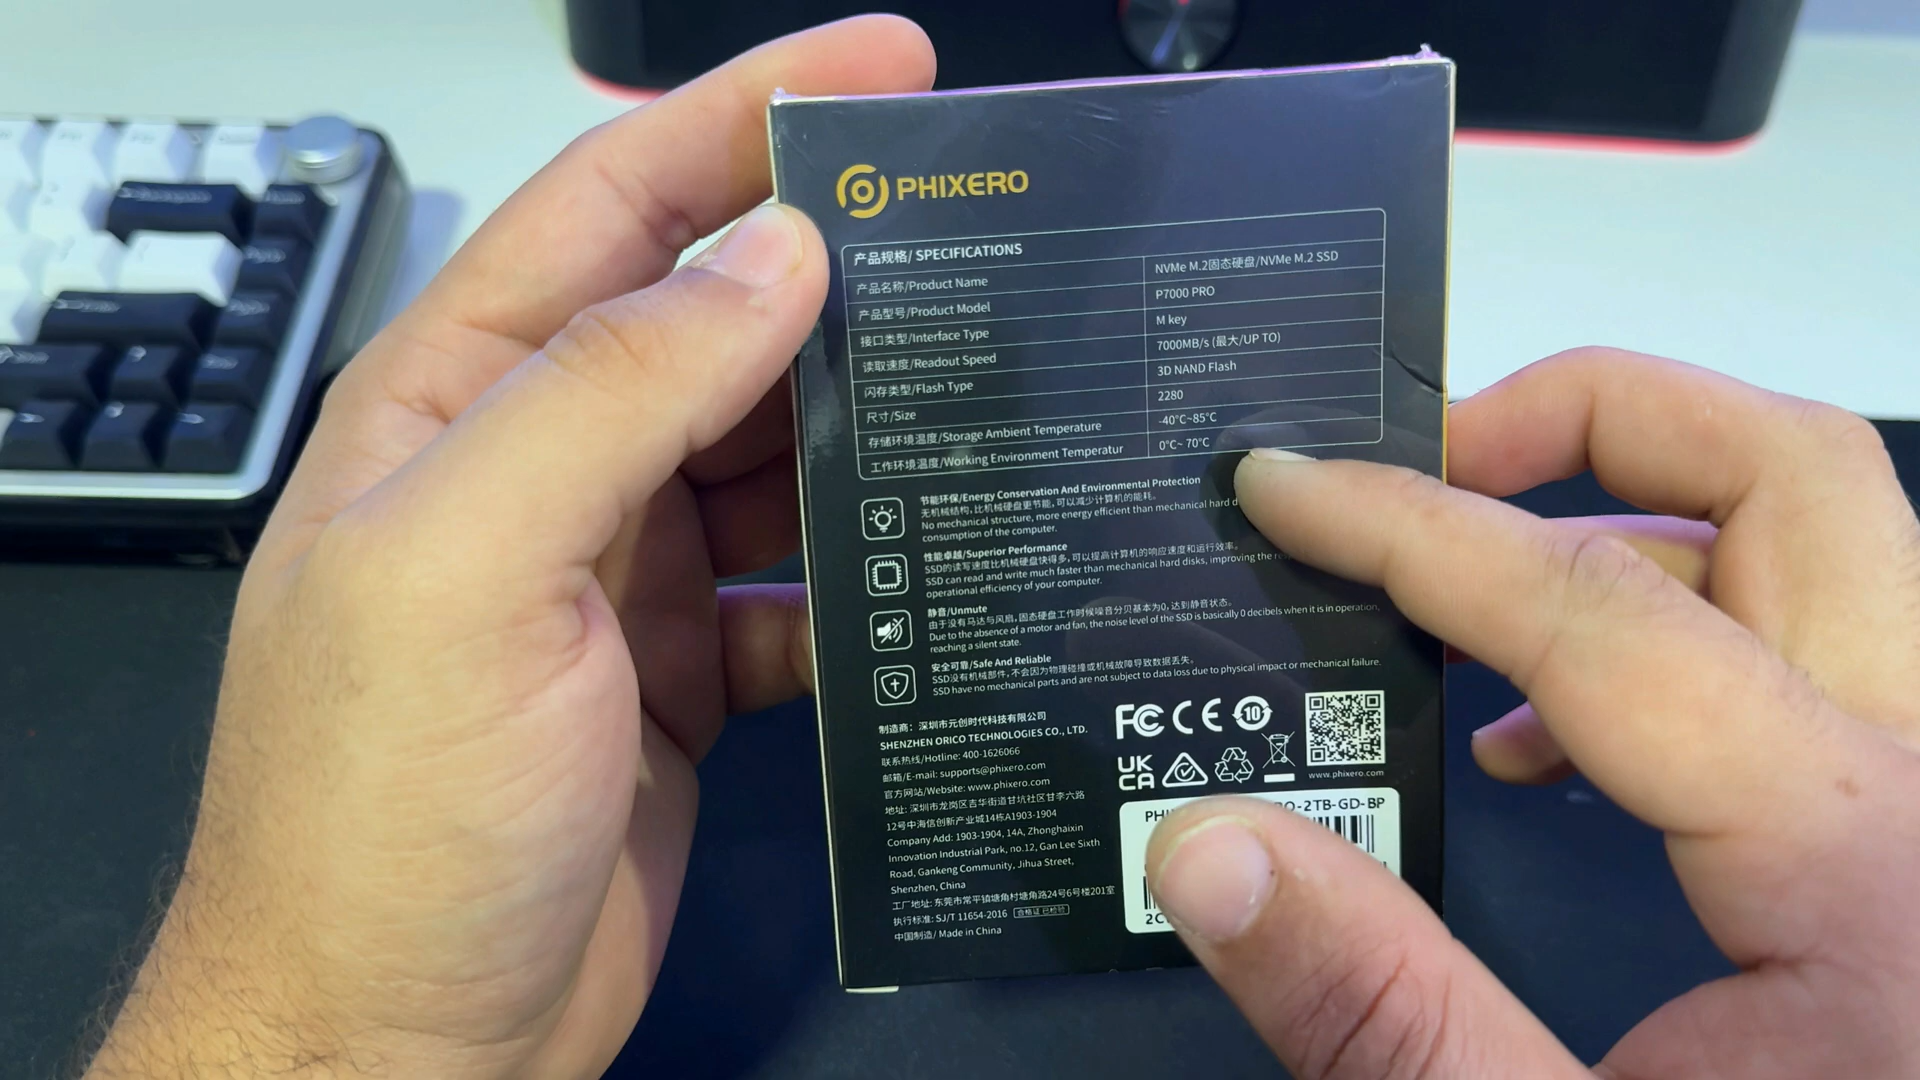 PHIXERO
产品规格/ SPECIFICATIONS
产品名称/Product Name NVMe M.2固态硬盘/NVMe M.2 SSD
产品型号/Product Model P7000 PRO
接口类型/Interface Type M key
读取速度/Readout Speed 7000MB/s (最大/UP TO)
闪存类型/Flash Type 3D NAND Flash
尺寸/Size 2280
存储环境温度/Storage Ambient Temperature -40°C~85°C
工作环境温度/Working Environment Temperatur 0°C~ 70°C
节能环保/Energy Conservation And Environmental Protection
无机械结构，比机械硬盘更节能，可以减少计算机的能耗。
No mechanical structure, more energy efficient than mechanical hard
consumption of the computer.
性能卓越/Superior Performance
SSD的读写速度比机械硬盘快得多，可以提高计算机的响应速度和运行效率。
SSD can read and write much faster than mechanical hard disks, improving the
operational efficiency of your computer.
静音/Unmute
由于没有马达与风扇，固态硬盘工作时候噪音分贝基本为0，达到静音状态。
Due to the absence of a motor and fan, the noise level of the SSD is basically 0 decibels when it is in operation,
reaching a silent state.
安全可靠/Safe And Reliable
SSD没有机械部件，不会因为物理碰撞或机械故障导致数据丢失。
SSD have no mechanical parts and are not subject to data loss due to physical impact or mechanical failure.
制造商：深圳市元创时代科技有限公司
SHENZHEN ORICO TECHNOLOGIES CO., LTD.
联系热线/Hotline: 400-1626066
邮箱/E-mail: supports@phixero.com
官方网站/Website: www.phixero.com
地址: 深圳市龙岗区吉华街道甘坑社区甘李六路
12号中海信创新产业城14栋A1903-1904
Company Add: 1903-1904, 14A, Zhonghaixin
Innovation Industrial Park, no.12, Gan Lee Sixth
Road, Gankeng Community, Jihua Street,
Shenzhen, China
工厂地址: 东莞市常平镇塘角村塘角路24号6号楼201室
执行标准: SJ/T 11654-2016 合格证 已检验
中国制造/ Made in China
FC CE 10
UK
CA
www.phixero.com
-2TB-GD-BP
Backspace